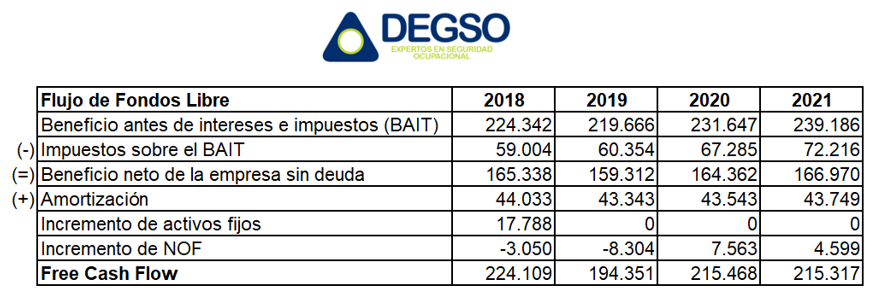 DEGSO
EXPERTOS EN SEGURIDAD
OCUPACIONAL
Flujo de Fondos Libre 2018 2019 2020 2021
Beneficio antes de intereses e impuestos (BAIT) 224.342 219.666 231.647 239.186
(-) Impuestos sobre el BAIT 59.004 60.354 67.285 72.216
(=) Beneficio neto de la empresa sin deuda 165.338 159.312 164.362 166.970
(+) Amortización 44.033 43.343 43.543 43.749
Incremento de activos fijos 17.788 0 0 0
Incremento de NOF -3.050 -8.304 7.563 4.599
Free Cash Flow 224.109 194.351 215.468 215.317